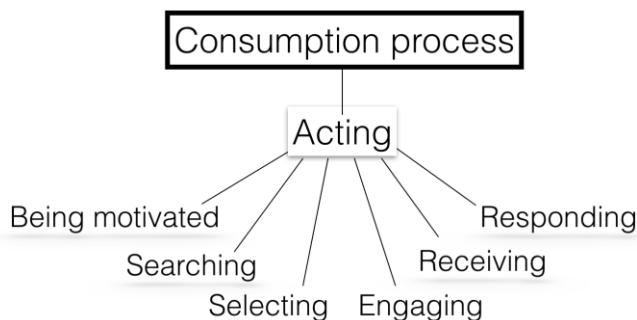 Consumption process
Acting
Being motivated
Searching
Selecting
Engaging
Receiving
Responding